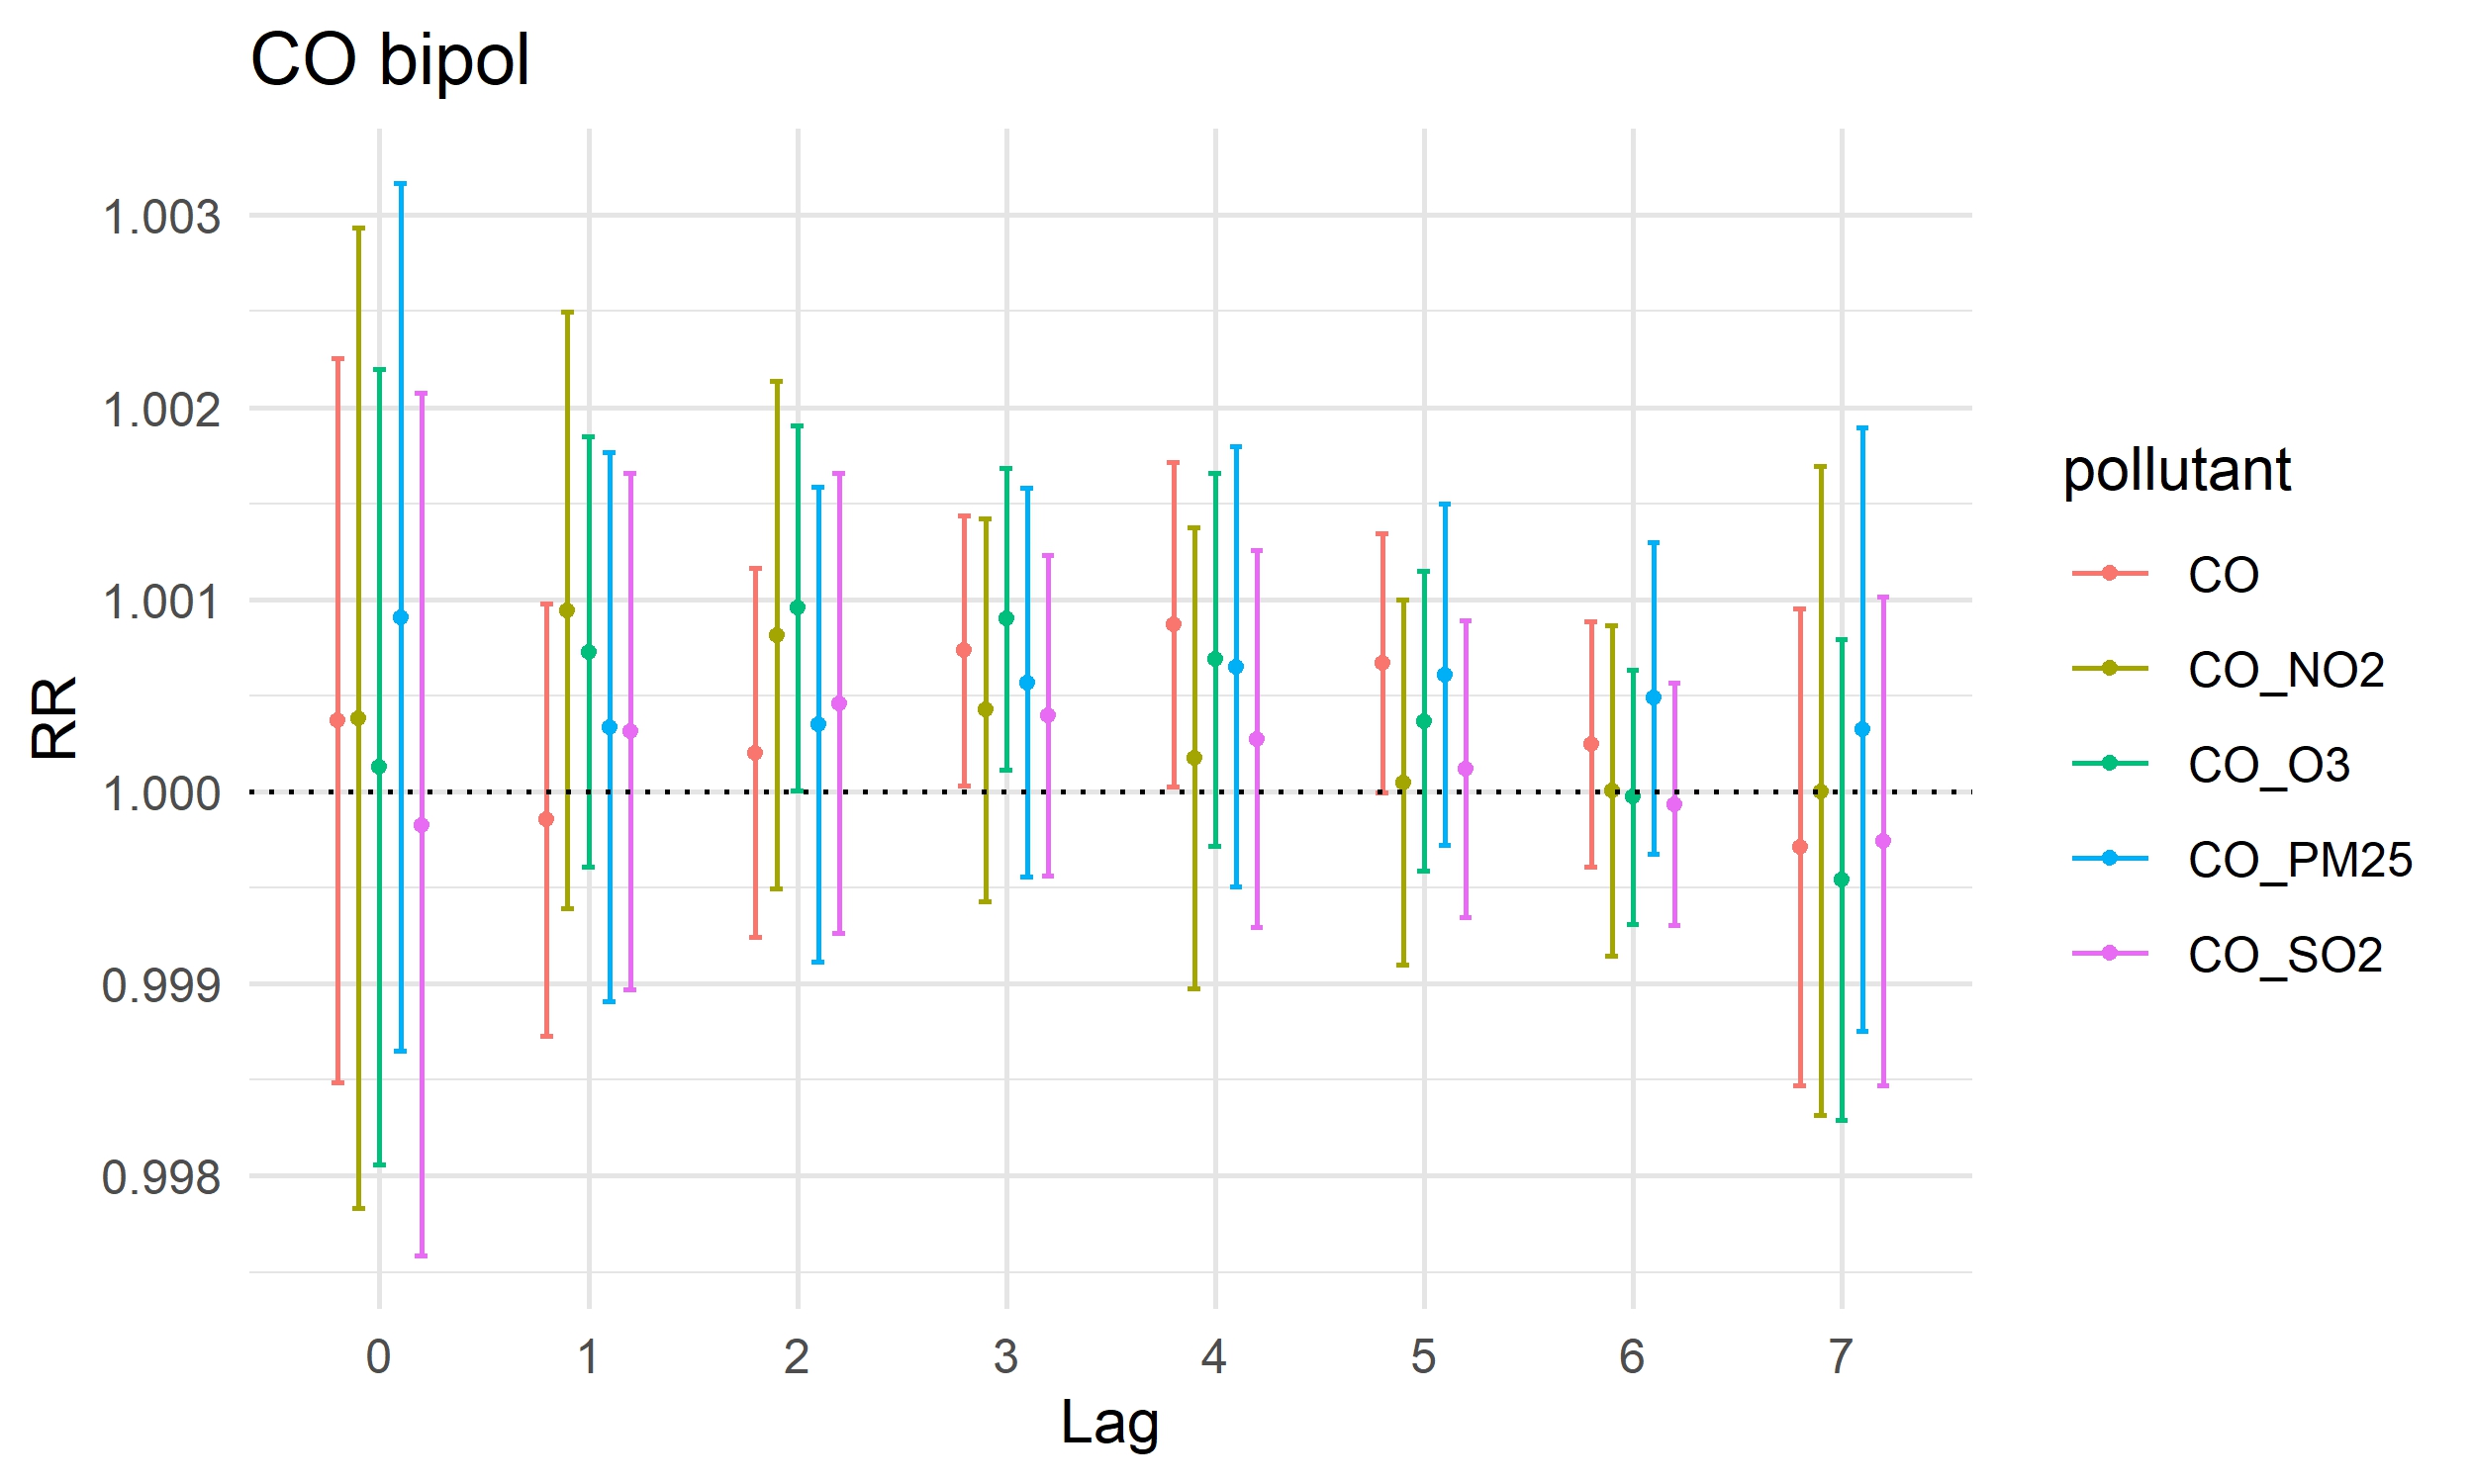 CO bipol
1.003
1.002
1.001
1.000
0.999
0.998
RR
0 1 2 3 4 5 6 7
Lag
pollutant
CO
CO_NO2
CO_O3
CO_PM25
CO_SO2